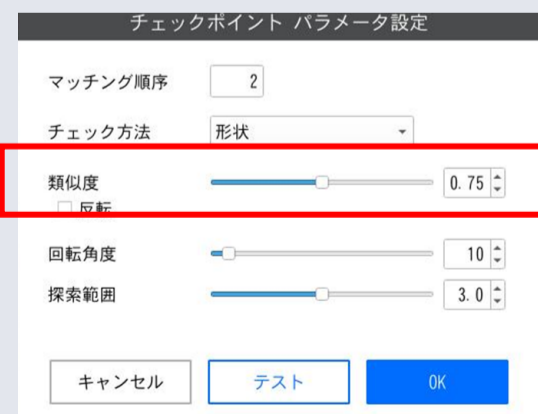 チェックポイント パラメータ設定
マッチング順序 2
チェック方法 形状
類似度 0.75
反転
回転角度 10
探索範囲 3.0
キャンセル テスト OK